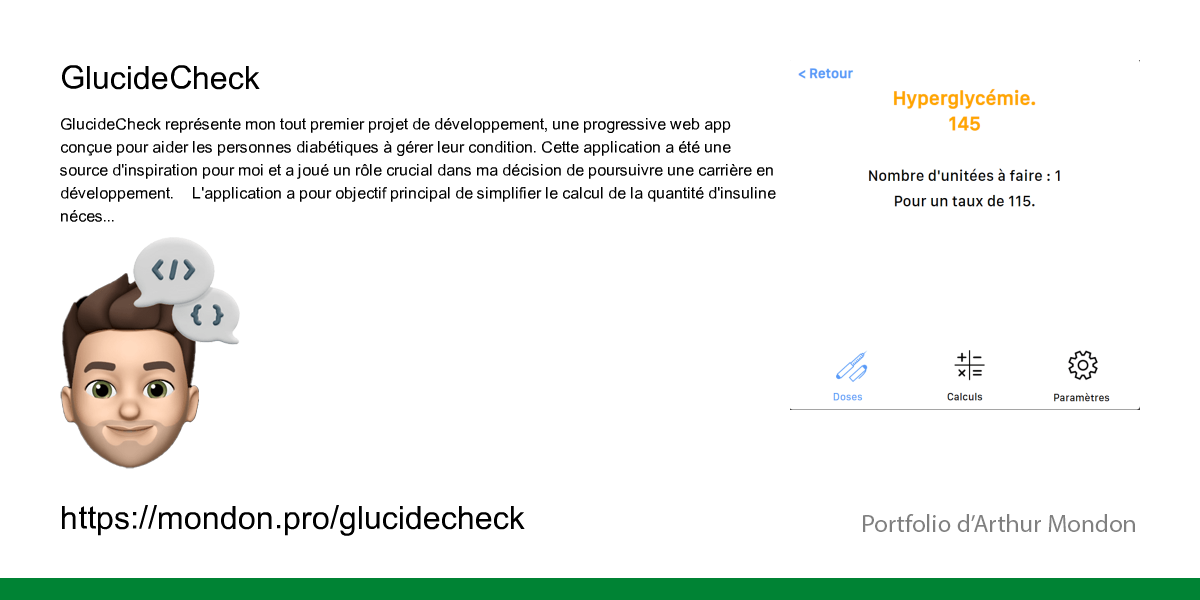 GlucideCheck
GlucideCheck représente mon tout premier projet de développement, une progressive web app
conçue pour aider les personnes diabétiques à gérer leur condition. Cette application a été une
source d'inspiration pour moi et a joué un rôle crucial dans ma décision de poursuivre une carrière en
développement.    L'application a pour objectif principal de simplifier le calcul de la quantité d'insuline
néces...
</>
{ }
https://mondon.pro/glucidecheck
< Retour
Hyperglycémie.
145
Nombre d'unitées à faire : 1
Pour un taux de 115.
Doses
Calculs
Paramètres
Portfolio d’Arthur Mondon